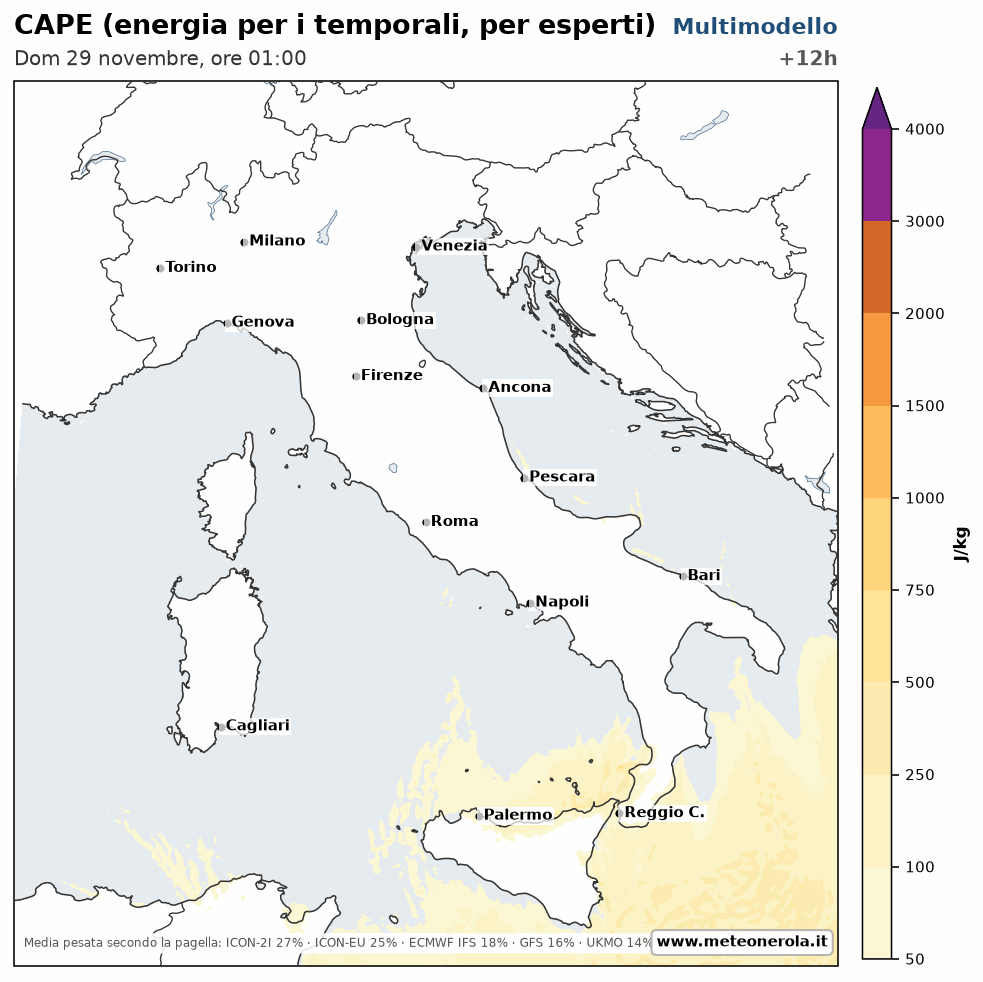 CAPE (energia per i temporali, per esperti) Multimodello
Dom 29 novembre, ore 01:00 +12h
4000
3000
Milano
Venezia
Torino
2000
Genova
Bologna
Firenze
Ancona
1500
Pescara
1000
Roma
J/kg
Bari
750
Napoli
500
Cagliari
250
Palermo
Reggio C.
100
Media pesata secondo la pagella: ICON-2I 27% · ICON-EU 25% · ECMWF IFS 18% · GFS 16% · UKMO 14%
www.meteonerola.it
50